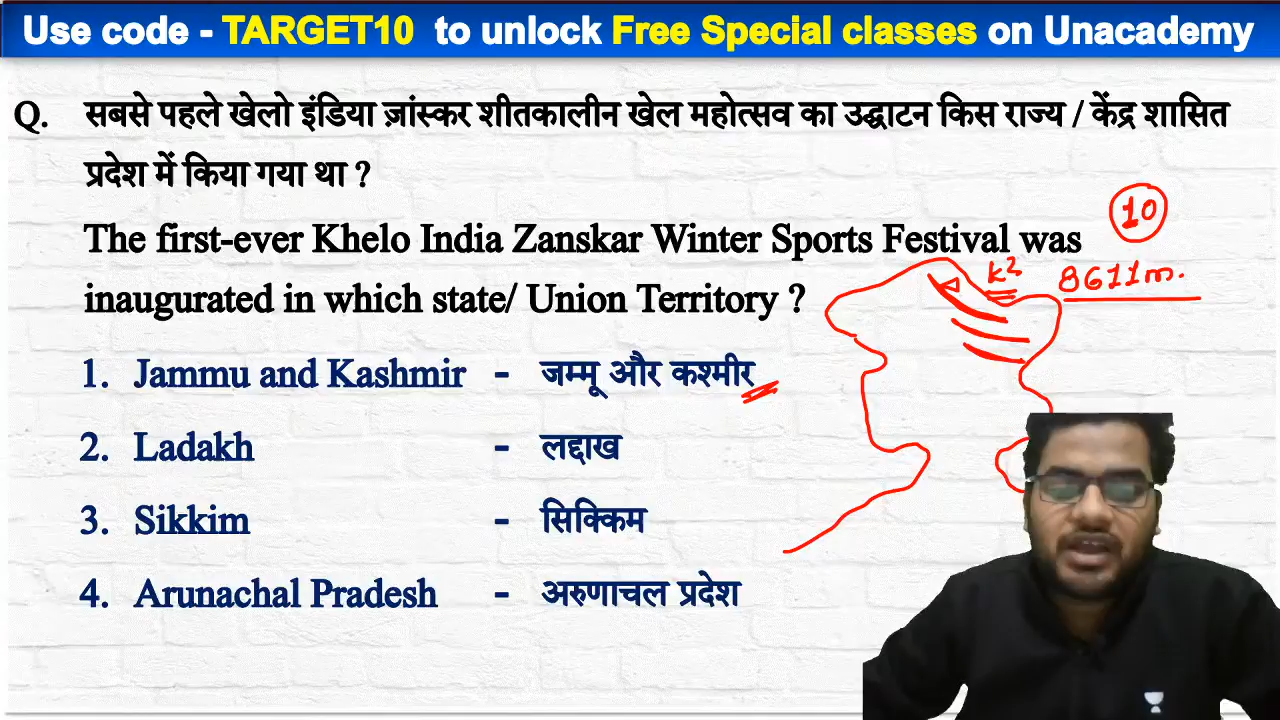 Use code - TARGET10 to unlock Free Special classes on Unacademy
Q. सबसे पहले खेलो इंडिया ज़ांस्कर शीतकालीन खेल महोत्सव का उद्घाटन किस राज्य / केंद्र शासित
प्रदेश में किया गया था ?
The first-ever Khelo India Zanskar Winter Sports Festival was
inaugurated in which state/ Union Territory ?
10
k²
8611m.
1. Jammu and Kashmir - जम्मू और कश्मीर
2. Ladakh - लद्दाख
3. Sikkim - सिक्किम
4. Arunachal Pradesh - अरुणाचल प्रदेश